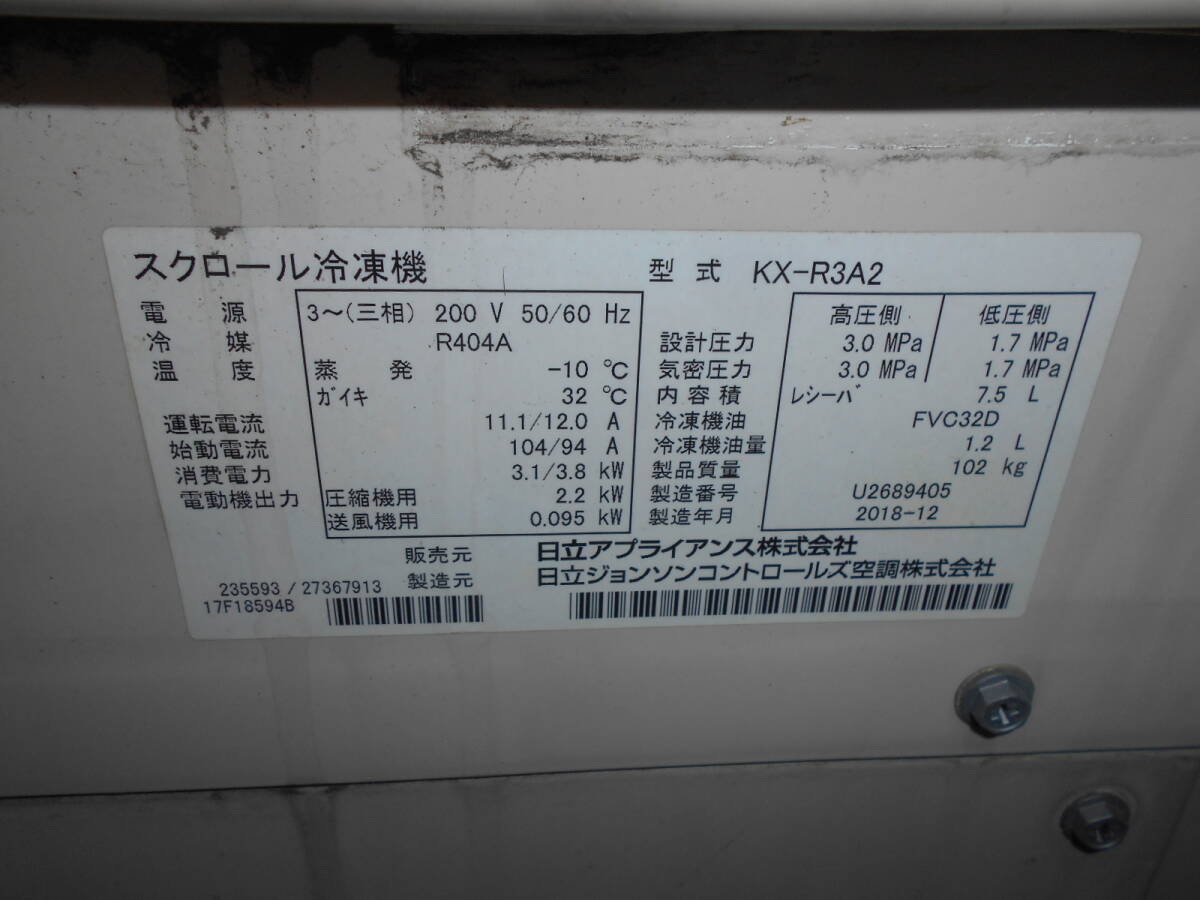 スクロール冷凍機 型式 KX-R3A2
電源 3～(三相) 200 V 50/60 Hz
冷媒 R404A
温度 蒸発 -10 ℃
ガイキ 32 ℃
運転電流 11.1/12.0 A
始動電流 104/94 A
消費電力 3.1/3.8 kW
電動機出力 圧縮機用 2.2 kW
送風機用 0.095 kW
高圧側 低圧側
設計圧力 3.0 MPa 1.7 MPa
気密圧力 3.0 MPa 1.7 MPa
内容積 レシーバ 7.5 L
冷凍機油 FVC32D
冷凍機油量 1.2 L
製品質量 102 kg
製造番号 U2689405
製造年月 2018-12
販売元 日立アプライアンス株式会社
製造元 日立ジョンソンコントロールズ空調株式会社
235593 / 27367913
17F18594B